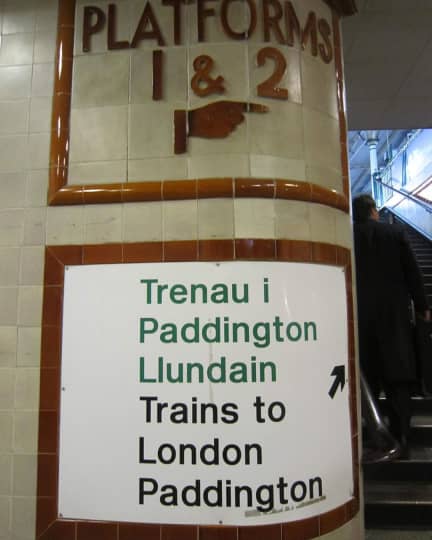 PLATFORMS
1 & 2
Trenau i
Paddington
Llundain
Trains to
London
Paddington